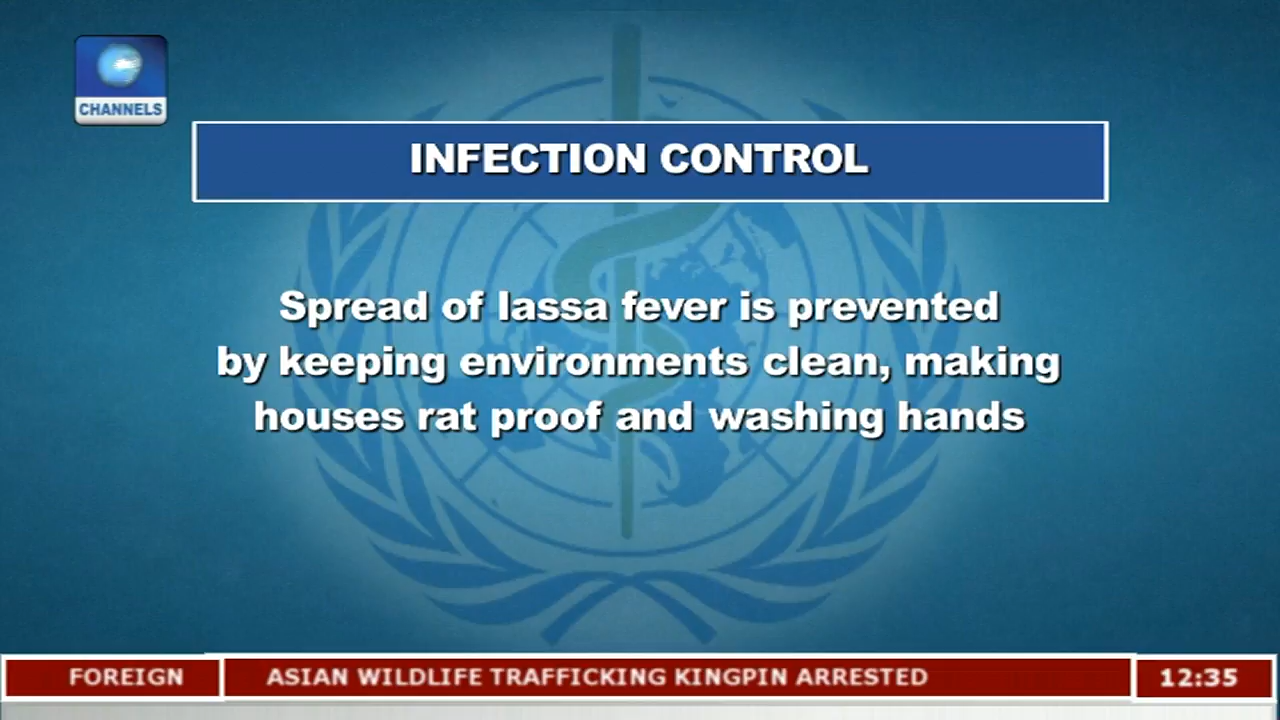 CHANNELS
INFECTION CONTROL
Spread of lassa fever is prevented
by keeping environments clean, making
houses rat proof and washing hands
FOREIGN
ASIAN WILDLIFE TRAFFICKING KINGPIN ARRESTED
12:35